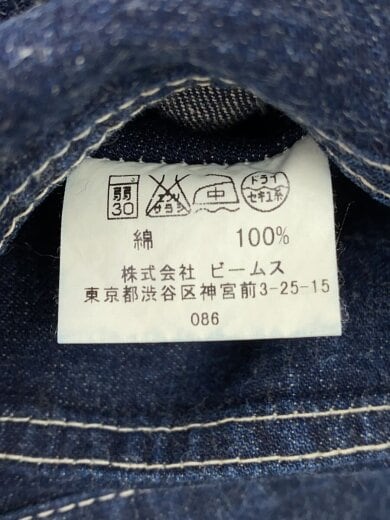 弱 30 エンソ サラシ 中 ドライ セキユ系
綿 100%
株式会社 ビームス
東京都渋谷区神宮前3-25-15
086